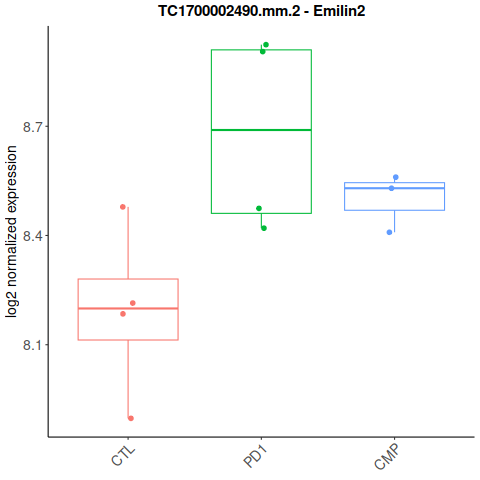 TC1700002490.mm.2 - Emilin2
log2 normalized expression
8.7
8.4
8.1
CTL
PD1
CMP